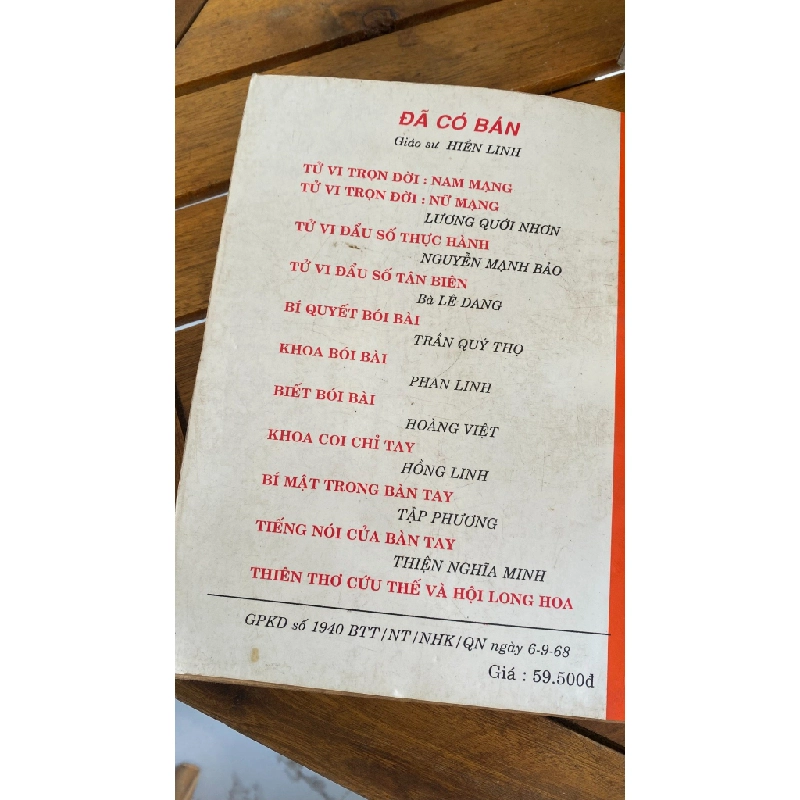 ĐÃ CÓ BÁN
Giáo sư HIỀN LINH
TỬ VI TRỌN ĐỜI : NAM MẠNG
TỬ VI TRỌN ĐỜI : NỮ MẠNG
LƯƠNG QUỚI NHƠN
TỬ VI ĐẨU SỐ THỰC HÀNH
NGUYỄN MẠNH BẢO
TỬ VI ĐẨU SỐ TÂN BIÊN
Bà LÊ DANG
BÍ QUYẾT BÓI BÀI
TRẦN QUÝ THỌ
KHOA BÓI BÀI
PHAN LINH
BIẾT BÓI BÀI
HOÀNG VIỆT
KHOA COI CHỈ TAY
HỒNG LINH
BÍ MẬT TRONG BÀN TAY
TẬP PHƯƠNG
TIẾNG NÓI CỦA BÀN TAY
THIỆN NGHĨA MINH
THIÊN THƠ CỨU THẾ VÀ HỘI LONG HOA
GPKD số 1940 BTT/NT/NHK/QN ngày 6-9-68
Giá : 59.500đ